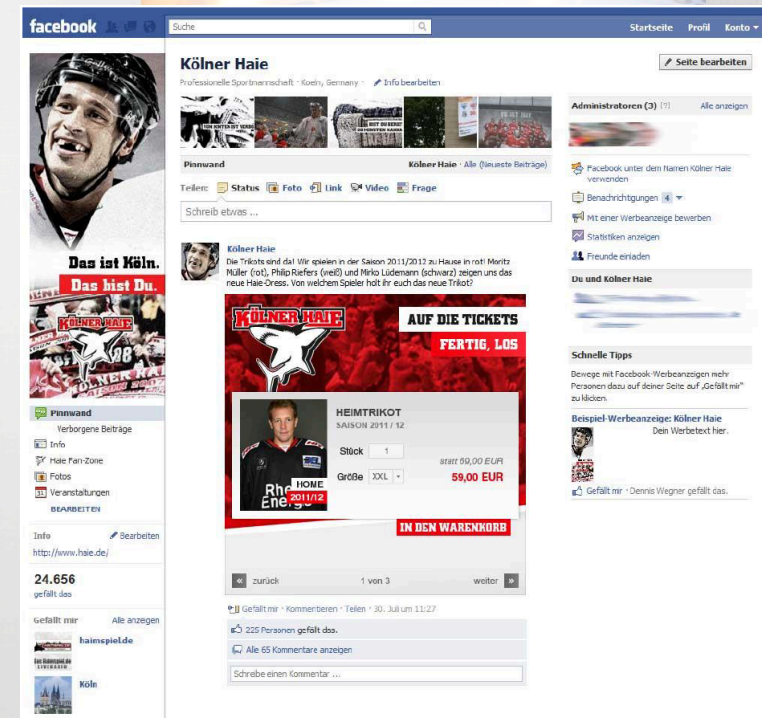 facebook
Suche
Startseite Profil Konto
Das ist Köln.
Das bist Du.
KÖLNER HAIE
Pinnwand
Verborgene Beiträge
Info
Haie Fan-Zone
Fotos
31 Veranstaltungen
BEARBEITEN
Info Bearbeiten
http://www.haie.de/
24.656
gefällt das
Gefällt mir Alle anzeigen
haimspiel.de
Köln
Kölner Haie
Professionelle Sportmannschaft · Koeln, Germany · Info bearbeiten
Pinnwand Kölner Haie · Alle (Neueste Beiträge)
Teilen: Status Foto Link Video Frage
Schreib etwas ...
Kölner Haie
Die Trikots sind da! Wir spielen in der Saison 2011/2012 zu Hause in rot! Moritz
Müller (rot), Philip Riefers (weiß) und Mirko Lüdemann (schwarz) zeigen uns das
neue Haie-Dress. Von welchem Spieler holt ihr euch das neue Trikot?
KÖLNER HAIE
AUF DIE TICKETS
FERTIG, LOS
HEIMTRIKOT
SAISON 2011 / 12
Stück 1
Größe XXL
statt 69,00 EUR
59,00 EUR
HOME
2011/12
IN DEN WARENKORB
« zurück 1 von 3 weiter »
Gefällt mir · Kommentieren · Teilen · 30. Juli um 11:27
225 Personen gefällt das.
Alle 65 Kommentare anzeigen
Schreibe einen Kommentar ...
Seite bearbeiten
Administratoren (3) [?] Alle anzeigen
Facebook unter dem Namen Kölner Haie
verwenden
Benachrichtigungen 4
Mit einer Werbeanzeige bewerben
Statistiken anzeigen
Freunde einladen
Du und Kölner Haie
Schnelle Tipps
Bewege mit Facebook-Werbeanzeigen mehr
Personen dazu auf deiner Seite auf „Gefällt mir“
zu klicken.
Beispiel-Werbeanzeige: Kölner Haie
Dein Werbetext hier.
Gefällt mir · Dennis Wegner gefällt das.